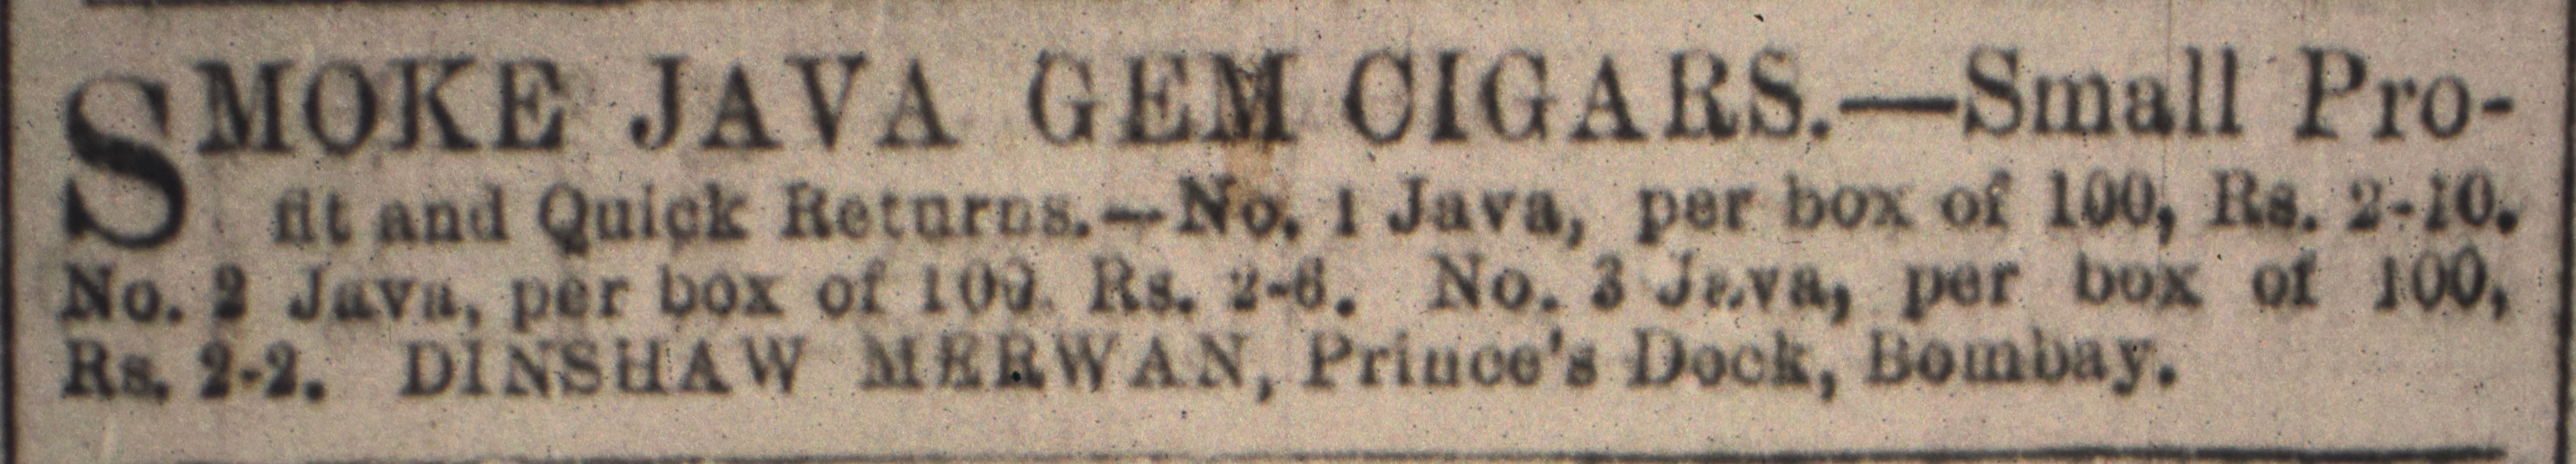 SMOKE JAVA GEM CIGARS.—Small Pro-
fit and Quick Returns.—No. 1 Java, per box of 100, Rs. 2-10.
No. 2 Java, per box of 100 Rs. 2-6. No. 3 Java, per box of 100,
Rs. 2-2. DINSHAW MERWAN, Prince's Dock, Bombay.